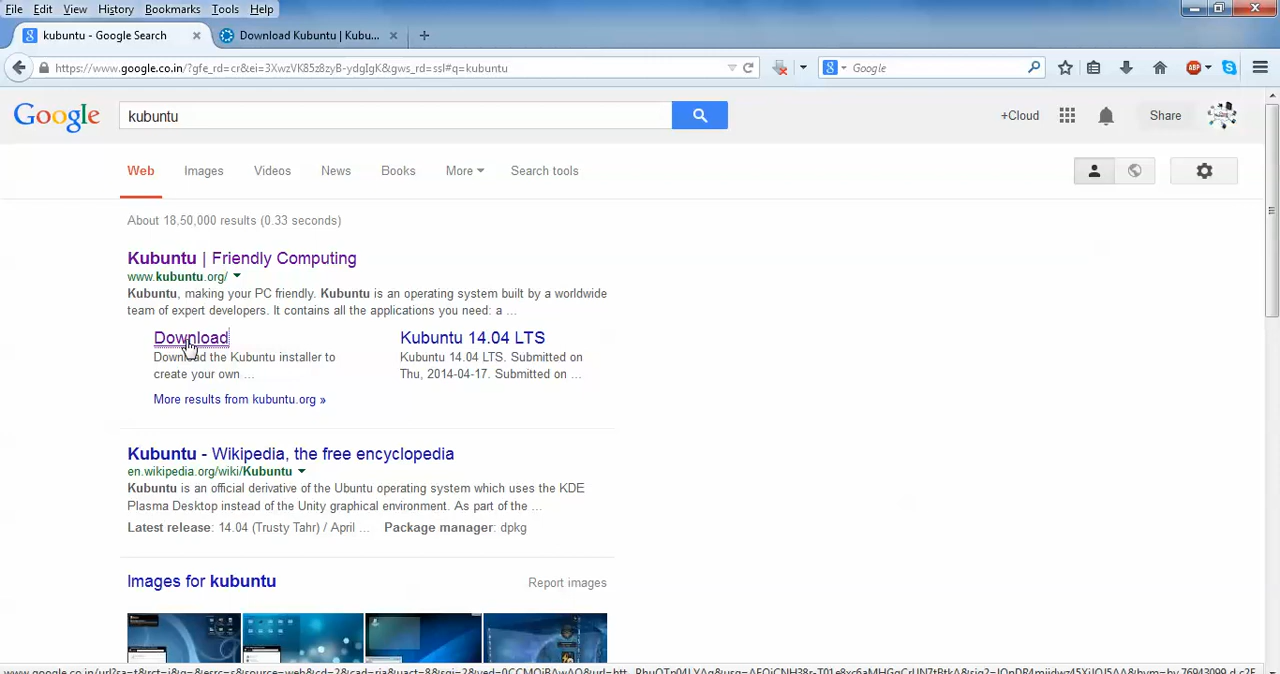 File Edit View History Bookmarks Tools Help
kubuntu - Google Search × Download Kubuntu | Kubu... × +
https://www.google.co.in/?gfe_rd=cr&ei=3XwzVK85z8zyB-ydgIgK&gws_rd=ssl#q=kubuntu Google
Google kubuntu +Cloud Share
Web Images Videos News Books More Search tools
About 18,50,000 results (0.33 seconds)
Kubuntu | Friendly Computing
www.kubuntu.org/
Kubuntu, making your PC friendly. Kubuntu is an operating system built by a worldwide
team of expert developers. It contains all the applications you need: a ...
Download
Download the Kubuntu installer to
create your own ...
Kubuntu 14.04 LTS
Kubuntu 14.04 LTS. Submitted on
Thu, 2014-04-17. Submitted on ...
More results from kubuntu.org »
Kubuntu - Wikipedia, the free encyclopedia
en.wikipedia.org/wiki/Kubuntu
Kubuntu is an official derivative of the Ubuntu operating system which uses the KDE
Plasma Desktop instead of the Unity graphical environment. As part of the ...
Latest release: 14.04 (Trusty Tahr) / April ... Package manager: dpkg
Images for kubuntu Report images